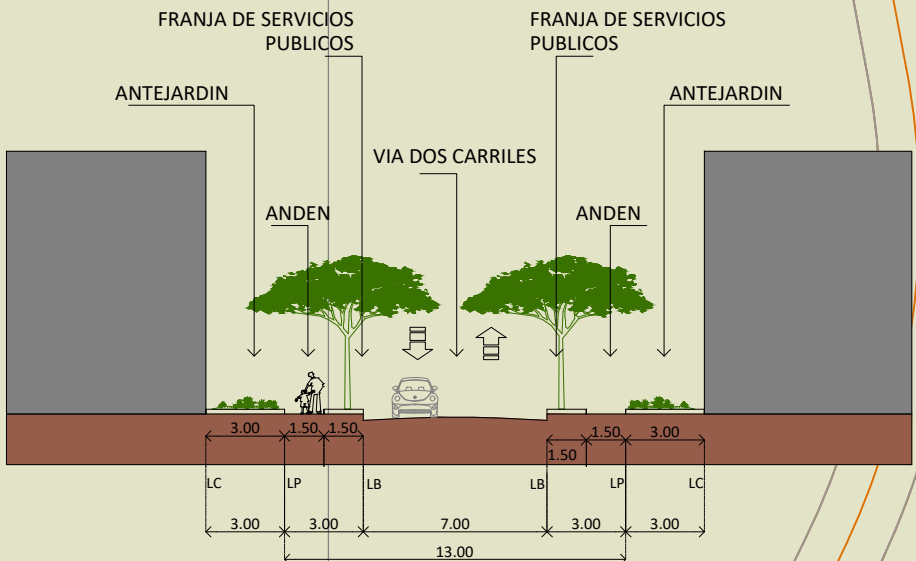 FRANJA DE SERVICIOS
PUBLICOS
FRANJA DE SERVICIOS
PUBLICOS
ANTEJARDIN
ANTEJARDIN
VIA DOS CARRILES
ANDEN
ANDEN
3.00 1.50 1.50 1.50 3.00
1.50
LC LP LB LB LP LC
3.00 3.00 7.00 3.00 3.00
13.00